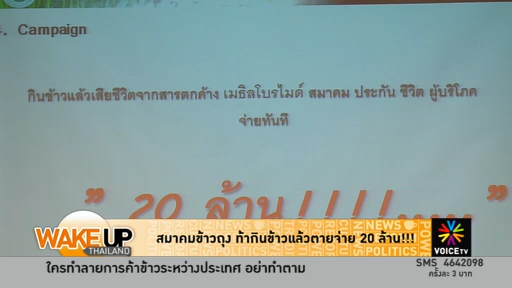 . Campaign
กินข้าวแล้วเสียชีวิตจากสารตกค้าง เมธิลโบรไมด์ สมาคม ประกัน ชีวิต ผู้บริโภค
จ่ายทันที
” 20 ล้าน!!!!....... ”
WAKE UP
THAILAND
สมาคมข้าวถุง ท้ากินข้าวแล้วตายจ่าย 20 ล้าน!!!
NEWS
POLITICS
VOICETV
SMS 4642098
ครั้งละ 3 บาท
ใครทำลายการค้าข้าวระหว่างประเทศ อย่าทำตาม